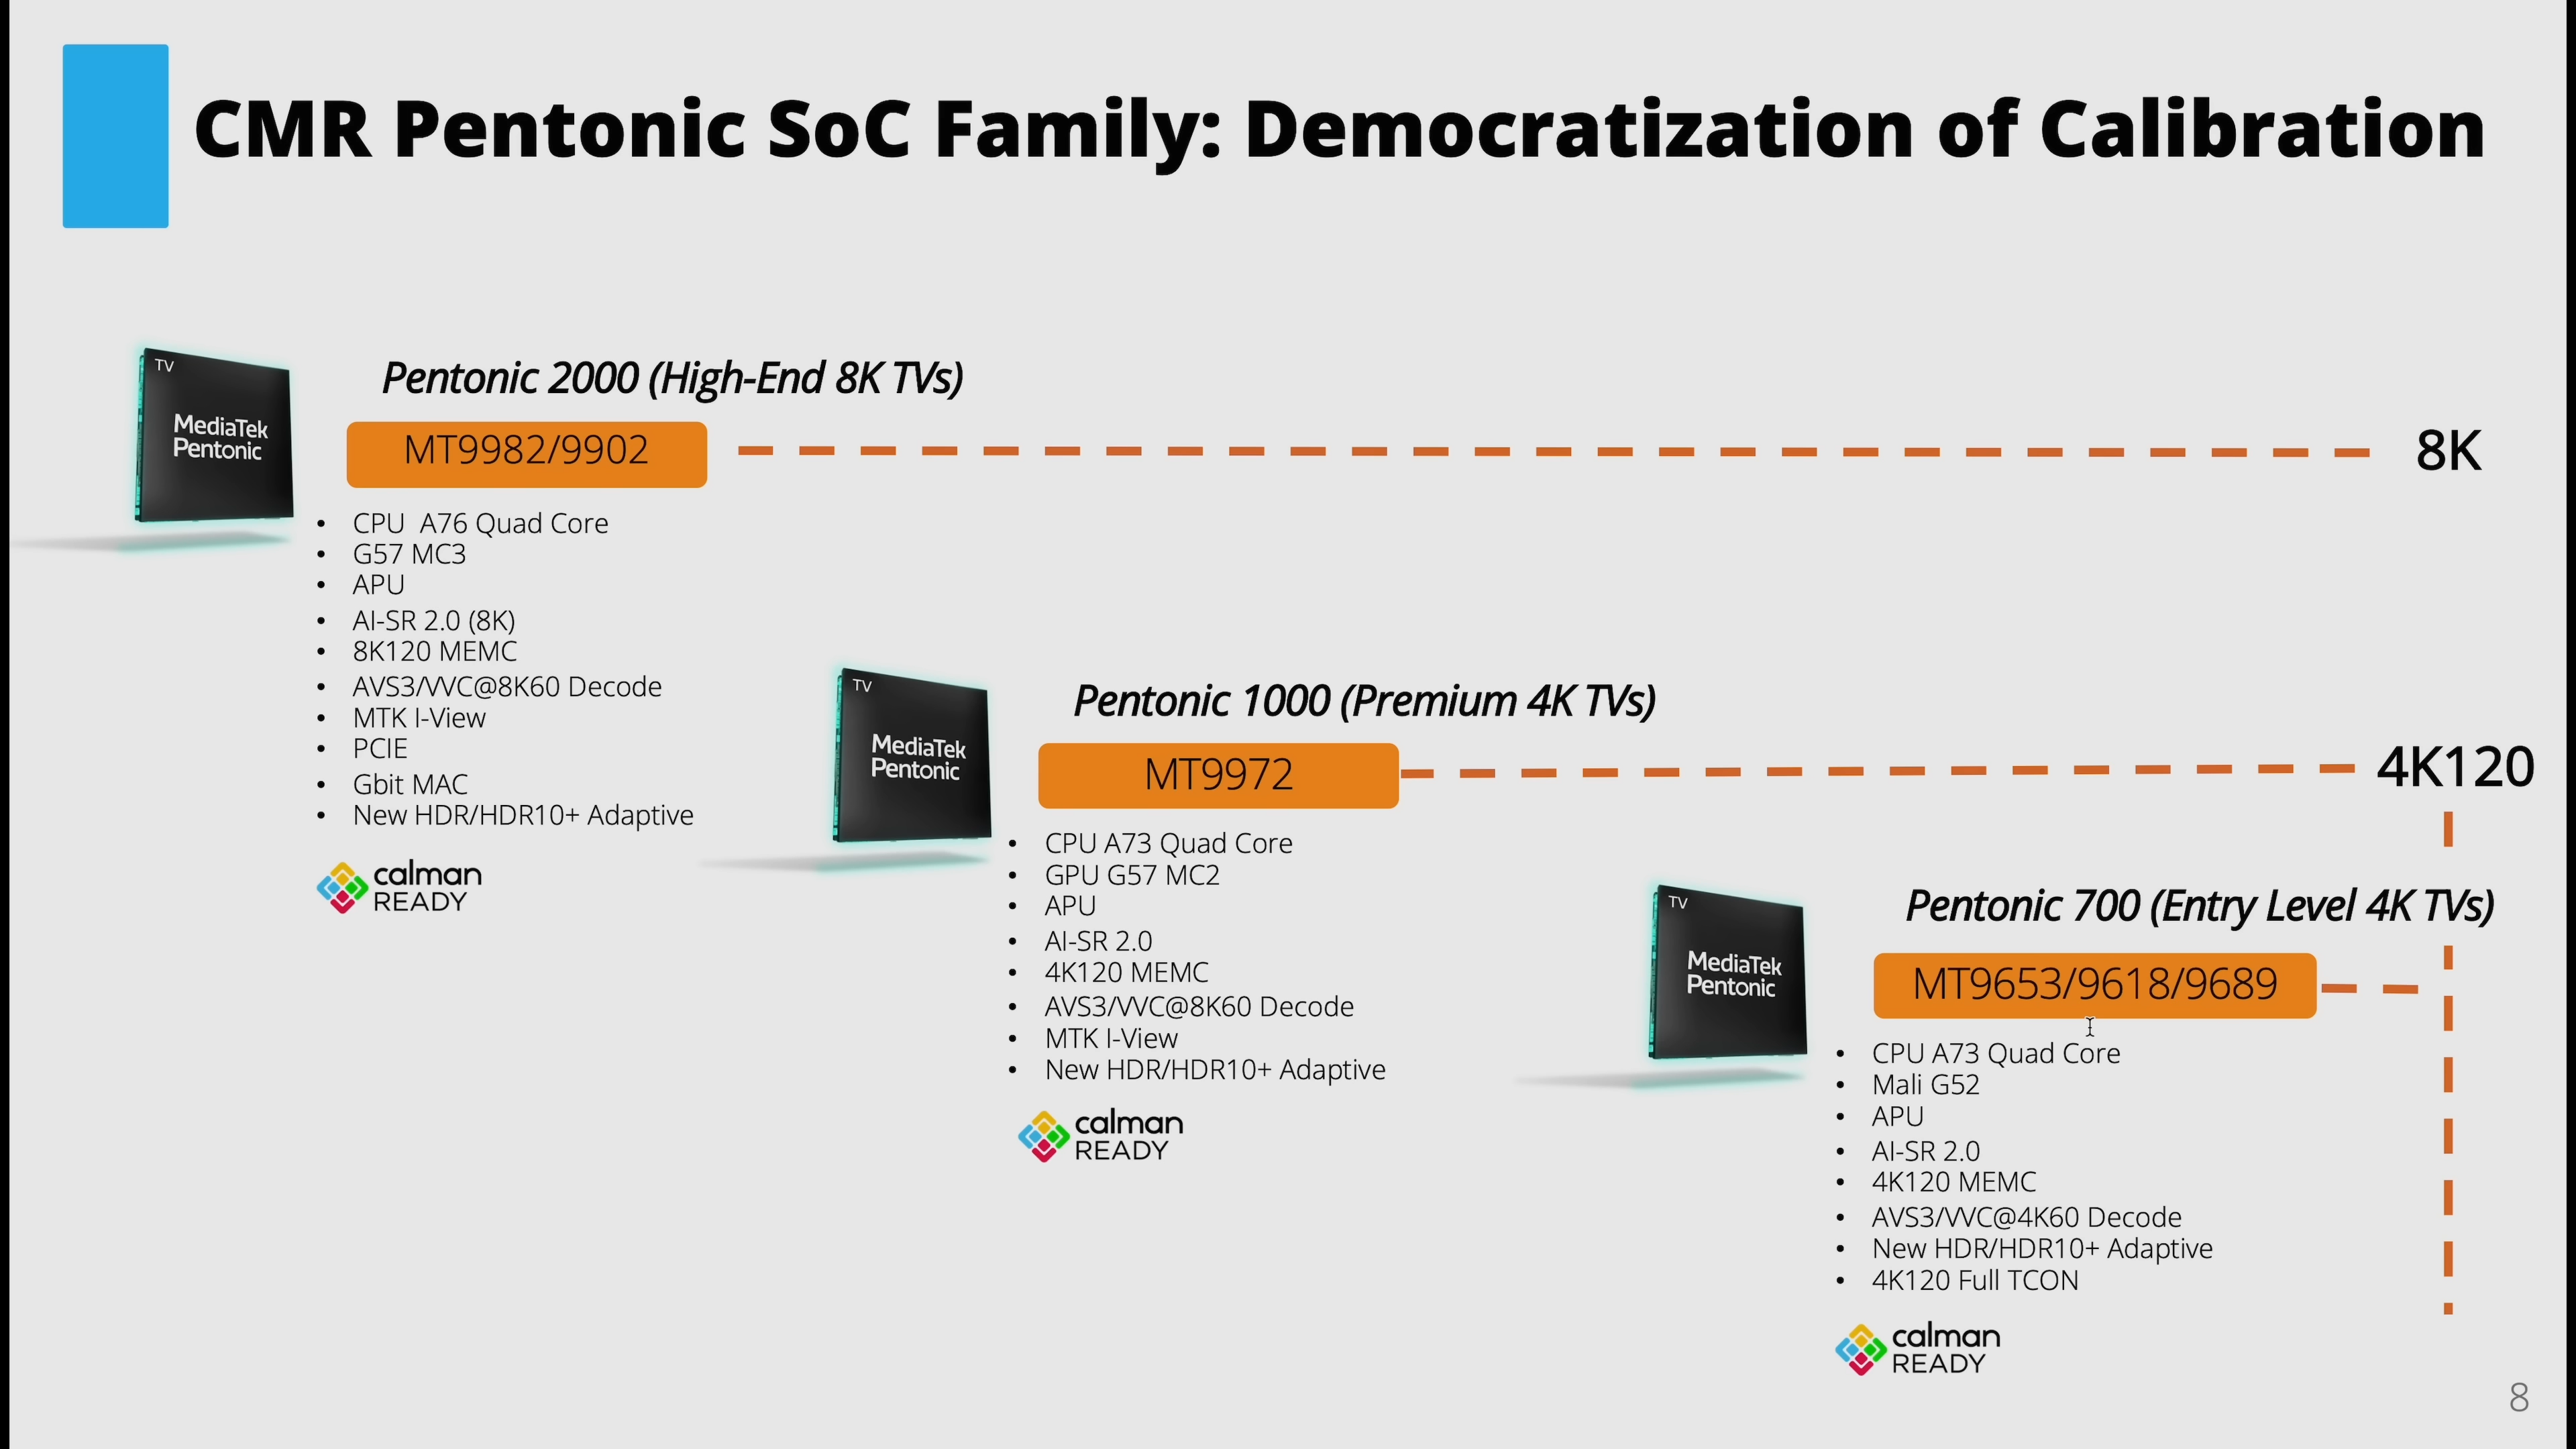 CMR Pentonic SoC Family: Democratization of Calibration
TV
MediaTek
Pentonic
Pentonic 2000 (High-End 8K TVs)
MT9982/9902
8K
• CPU  A76 Quad Core
• G57 MC3
• APU
• AI-SR 2.0 (8K)
• 8K120 MEMC
• AVS3/VVC@8K60 Decode
• MTK I-View
• PCIE
• Gbit MAC
• New HDR/HDR10+ Adaptive
calman
READY
TV
MediaTek
Pentonic
Pentonic 1000 (Premium 4K TVs)
MT9972
4K120
• CPU A73 Quad Core
• GPU G57 MC2
• APU
• AI-SR 2.0
• 4K120 MEMC
• AVS3/VVC@8K60 Decode
• MTK I-View
• New HDR/HDR10+ Adaptive
calman
READY
TV
MediaTek
Pentonic
Pentonic 700 (Entry Level 4K TVs)
MT9653/9618/9689
• CPU A73 Quad Core
• Mali G52
• APU
• AI-SR 2.0
• 4K120 MEMC
• AVS3/VVC@4K60 Decode
• New HDR/HDR10+ Adaptive
• 4K120 Full TCON
calman
READY
8